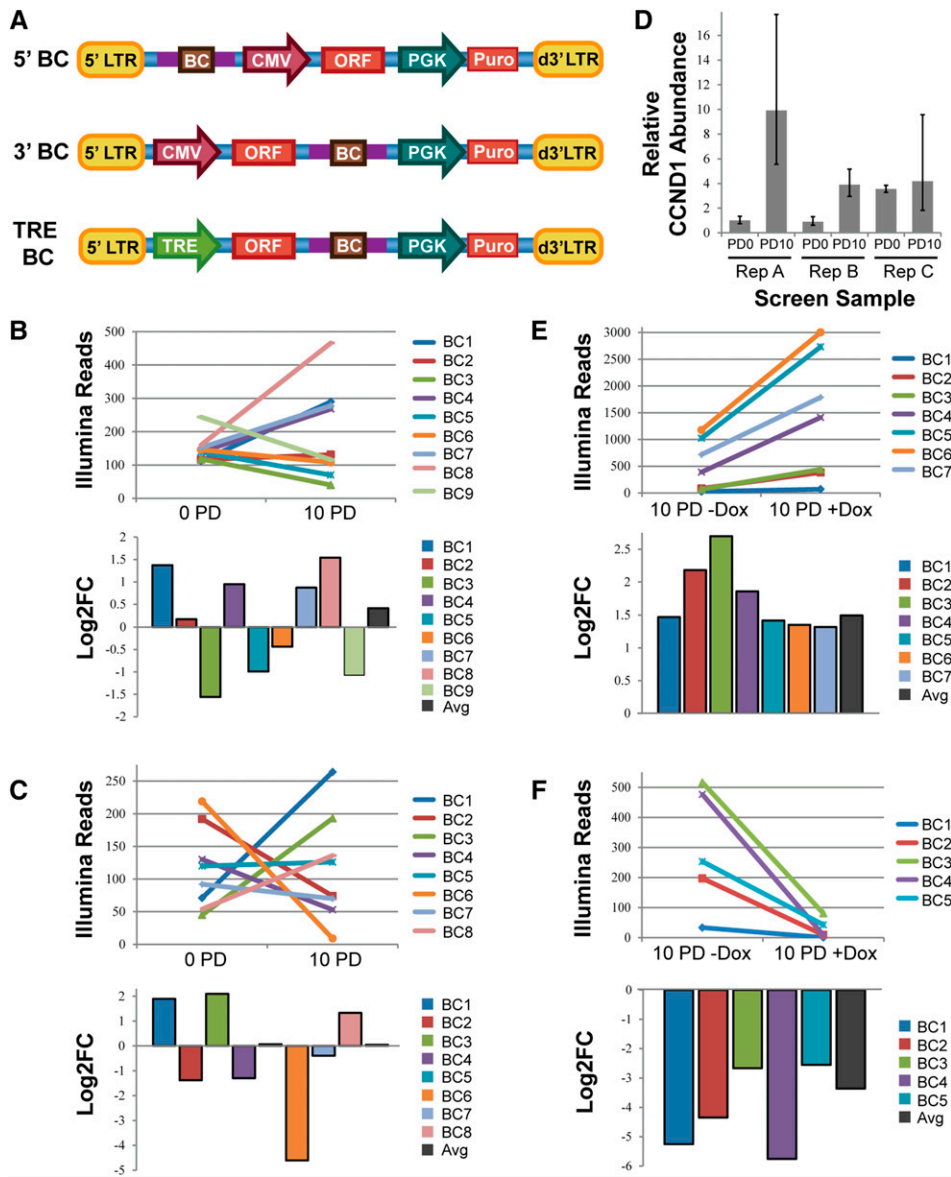 A
5' BC
5' LTR BC CMV ORF PGK Puro d3'LTR
3' BC
5' LTR CMV ORF BC PGK Puro d3'LTR
TRE
BC
5' LTR TRE ORF BC PGK Puro d3'LTR
D
Relative
CCND1 Abundance
16
14
12
10
8
6
4
2
0
PD0 PD10 PD0 PD10 PD0 PD10
Rep A Rep B Rep C
Screen Sample
B
Illumina Reads
500
400
300
200
100
0
0 PD 10 PD
BC1
BC2
BC3
BC4
BC5
BC6
BC7
BC8
BC9
Log2FC
2
1.5
1
0.5
0
-0.5
-1
-1.5
-2
BC1
BC2
BC3
BC4
BC5
BC6
BC7
BC8
BC9
Avg
E
Illumina Reads
3000
2500
2000
1500
1000
500
0
10 PD -Dox 10 PD +Dox
BC1
BC2
BC3
BC4
BC5
BC6
BC7
Log2FC
2.5
2
1.5
1
0.5
0
BC1
BC2
BC3
BC4
BC5
BC6
BC7
Avg
C
Illumina Reads
250
200
150
100
50
0
0 PD 10 PD
BC1
BC2
BC3
BC4
BC5
BC6
BC7
BC8
Log2FC
2
1
0
-1
-2
-3
-4
-5
BC1
BC2
BC3
BC4
BC5
BC6
BC7
BC8
Avg
F
Illumina Reads
500
400
300
200
100
0
10 PD -Dox 10 PD +Dox
BC1
BC2
BC3
BC4
BC5
Log2FC
0
-1
-2
-3
-4
-5
-6
BC1
BC2
BC3
BC4
BC5
Avg